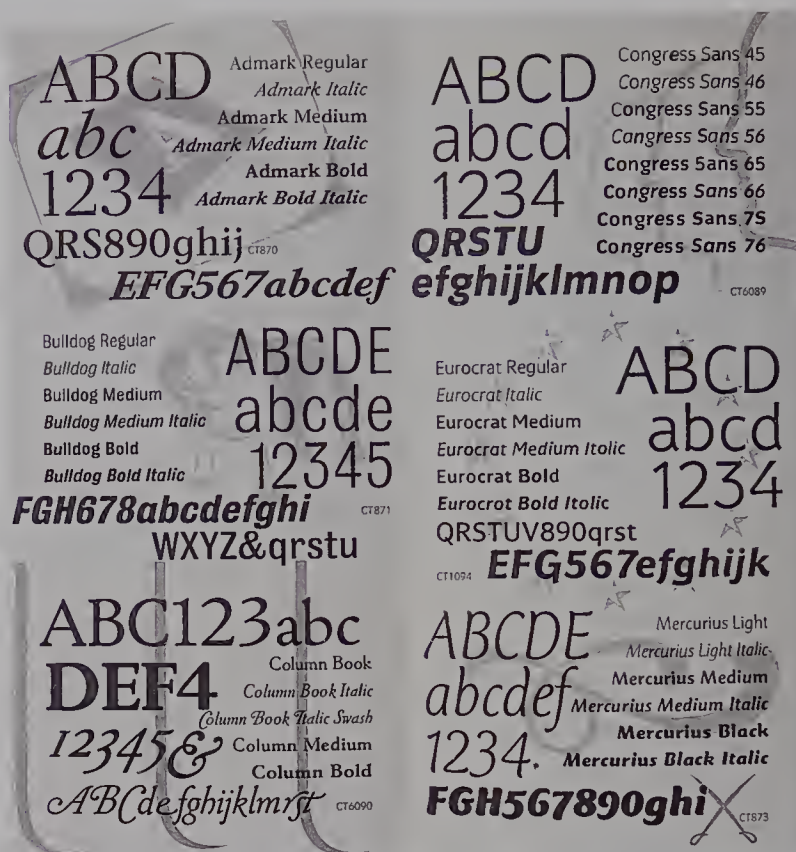 ABCD
abc
1234
Admark Regular
Admark Italic
Admark Medium
Admark Medium Italic
Admark Bold
Admark Bold Italic
QRS890ghij CT870
EFG567abcdef
ABCD
abcd
1234
Congress Sans 45
Congress Sans 46
Congress Sans 55
Cangress Sans 56
Congress 5ans 65
Congress Sans 66
Congress Sans 7S
Congress Sans 76
QRSTU
efghijklmnop
CT6089
Bulldog Regular
Bulldog Italic
Bulldog Medium
Bulldog Medium Italic
Bulldog Bold
Bulldog Bold Italic
ABCDE
abcde
12345
FGH678abcdefghi CT871
WXYZ&qrstu
Eurocrat Regular
Eurocrat Italic
Eurocrat Medium
Eurocrat Medium Itolic
Eurocrat Bold
Eurocrot Bold Itolic
ABCD
abcd
1234
QRSTUV890qrst
CT1094 EFG567efghijk
ABC123abc
DEF4
12345&
Column Book
Column Book Italic
Column Book Italic Swash
Column Medium
Column Bold
ABCdefghijklmrst CT6090
ABCDE
abcdef
1234.
Mercurius Light
Mercurius Light Italic
Mercurius Medium
Mercurius Medium Italic
Mercurius Black
Mercurius Black Italic
FGH567890ghi CT873